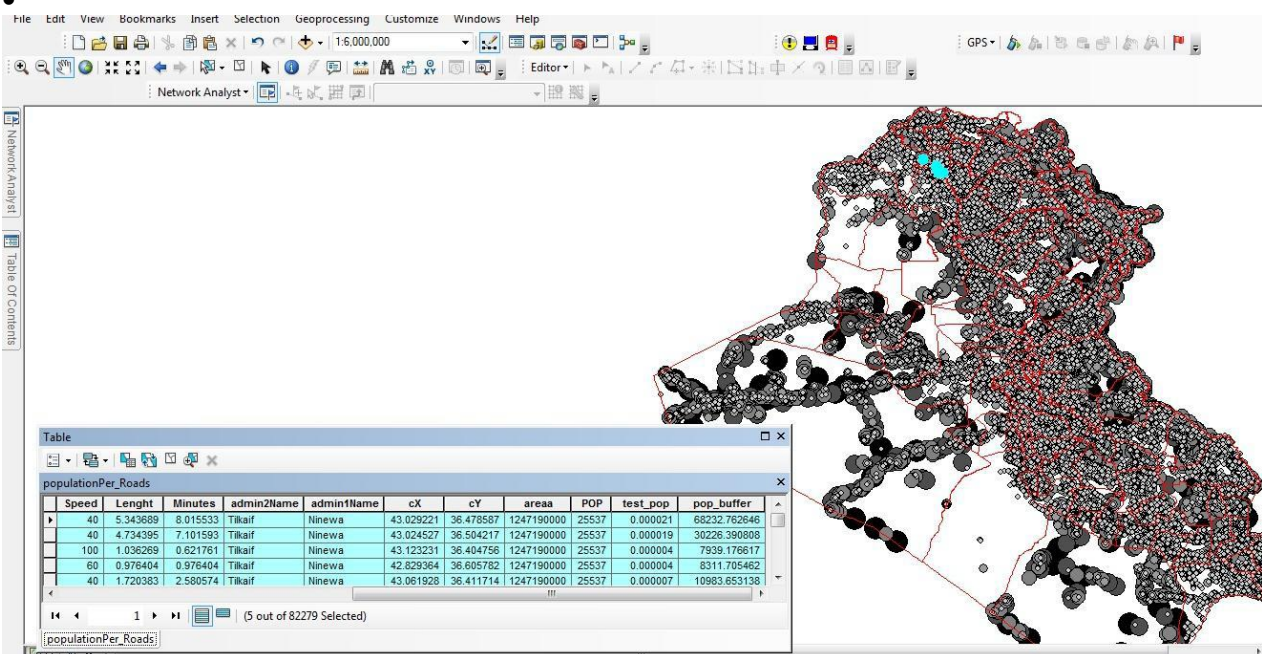 File Edit View Bookmarks Insert Selection Geoprocessing Customize Windows Help
1:6,000,000 GPS
Editor
Network Analyst
Network Analyst
Table Of Contents
Table
populationPer_Roads
Speed Lenght Minutes admin2Name admin1Name cX cY areaa POP test_pop pop_buffer
40 5.343689 8.015533 Tilkaif Ninewa 43.029221 36.478587 1247190000 25537 0.000021 68232.762646
40 4.734395 7.101593 Tilkaif Ninewa 43.024527 36.504217 1247190000 25537 0.000019 30226.390808
100 1.036269 0.621761 Tilkaif Ninewa 43.123231 36.404756 1247190000 25537 0.000004 7939.176617
60 0.976404 0.976404 Tilkaif Ninewa 42.829364 36.605782 1247190000 25537 0.000004 8311.705462
40 1.720383 2.580574 Tilkaif Ninewa 43.061928 36.411714 1247190000 25537 0.000007 10983.653138
1 (5 out of 82279 Selected)
populationPer_Roads